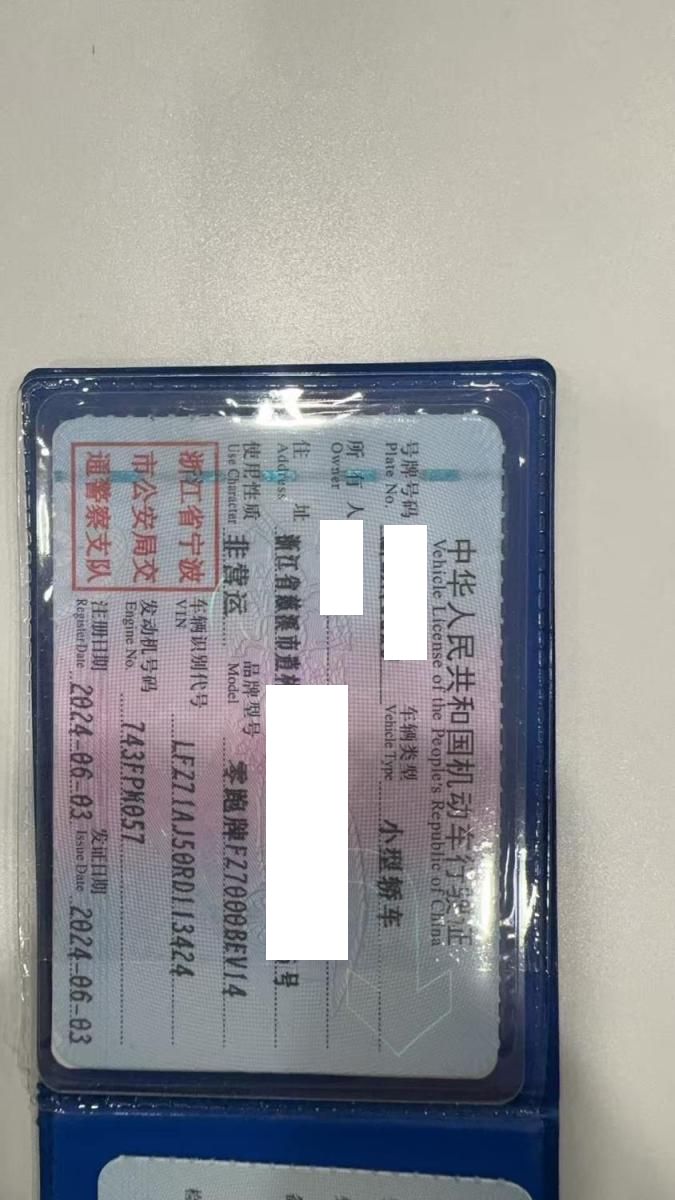 中华人民共和国机动车行驶证
Vehicle License of the People's Republic of China
号牌号码 车辆类型 小型轿车
Plate No. Vehicle Type
所有人
Owner
住址 浙江省慈溪市 号
Address
使用性质 非营运 品牌型号 零跑牌FZ7000BEV14
Use Character Model
浙江省宁波
市公安局交
通警察支队
车辆识别代号 LFZ71AJ50RD113424
VIN
发动机号码 743FPM057
Engine No.
注册日期 2024-06-03 发证日期 2024-06-03
Register Date Issue Date